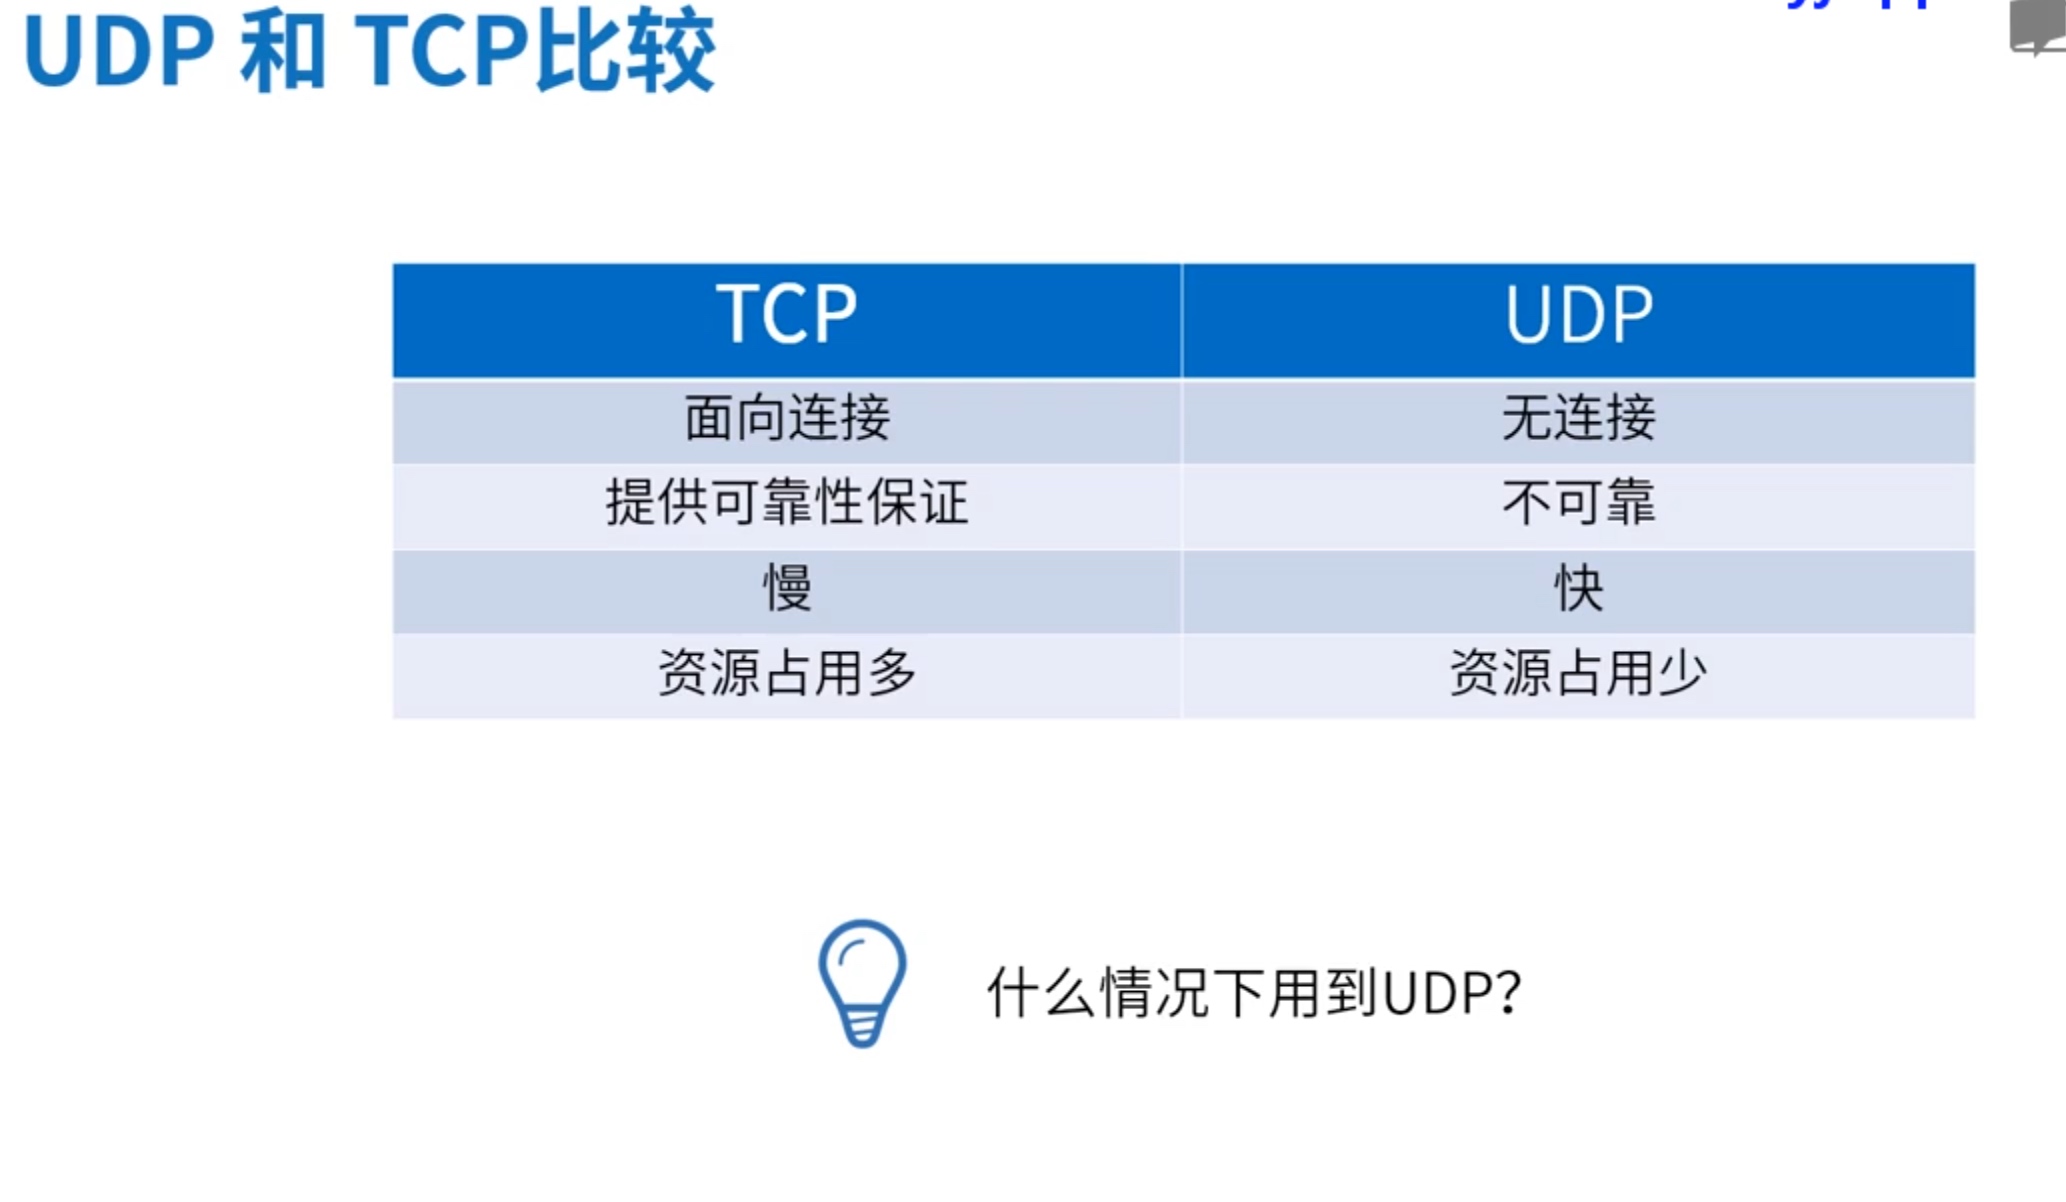 UDP 和 TCP比较
TCP UDP
面向连接 无连接
提供可靠性保证 不可靠
慢 快
资源占用多 资源占用少
什么情况下用到UDP?